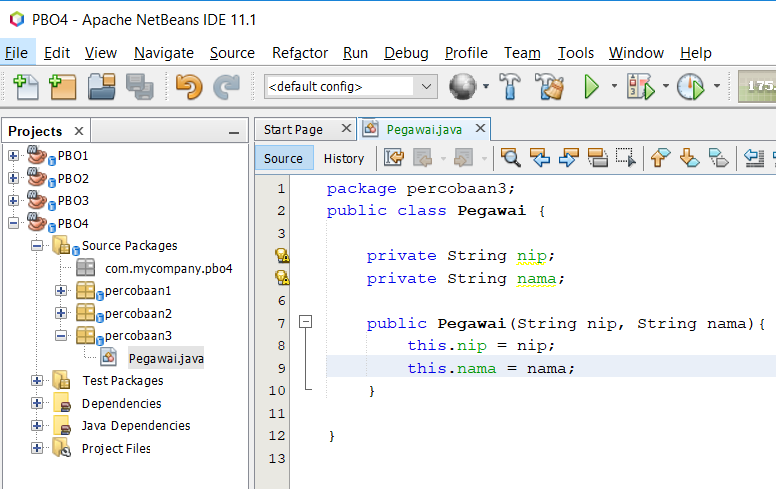 PBO4 - Apache NetBeans IDE 11.1
File Edit View Navigate Source Refactor Run Debug Profile Team Tools Window Help
<default config>
Projects
PBO1
PBO2
PBO3
PBO4
Source Packages
com.mycompany.pbo4
percobaan1
percobaan2
percobaan3
Pegawai.java
Test Packages
Dependencies
Java Dependencies
Project Files
Start Page Pegawai.java
Source History
1 package percobaan3;
2 public class Pegawai {
3
private String nip;
private String nama;
6
7 public Pegawai(String nip, String nama){
8 this.nip = nip;
9 this.nama = nama;
10 }
11
12 }
13